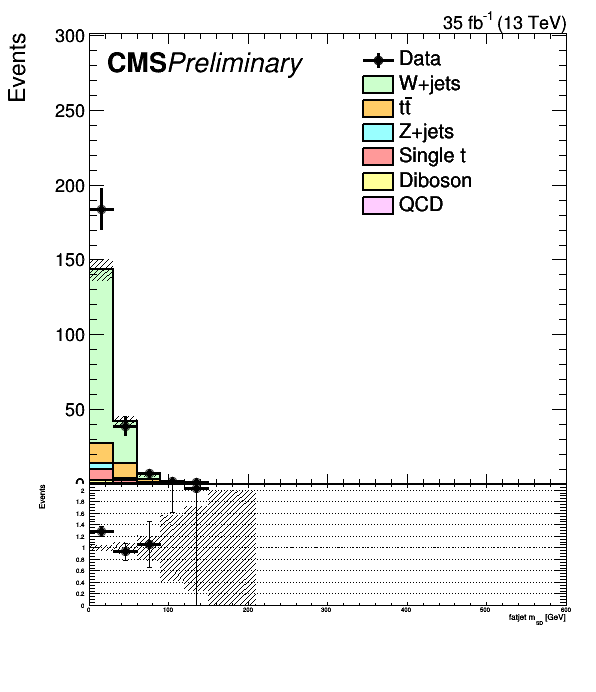 35 fb⁻¹ (13 TeV)
Events
300
250
200
150
100
50
0
CMSPreliminary
Data
W+jets
tt̄
Z+jets
Single t
Diboson
QCD
Events
2
1.8
1.6
1.4
1.2
1
0.8
0.6
0.4
0.2
0
0 100 200 300 400 500 600
fatjet m_SD [GeV]